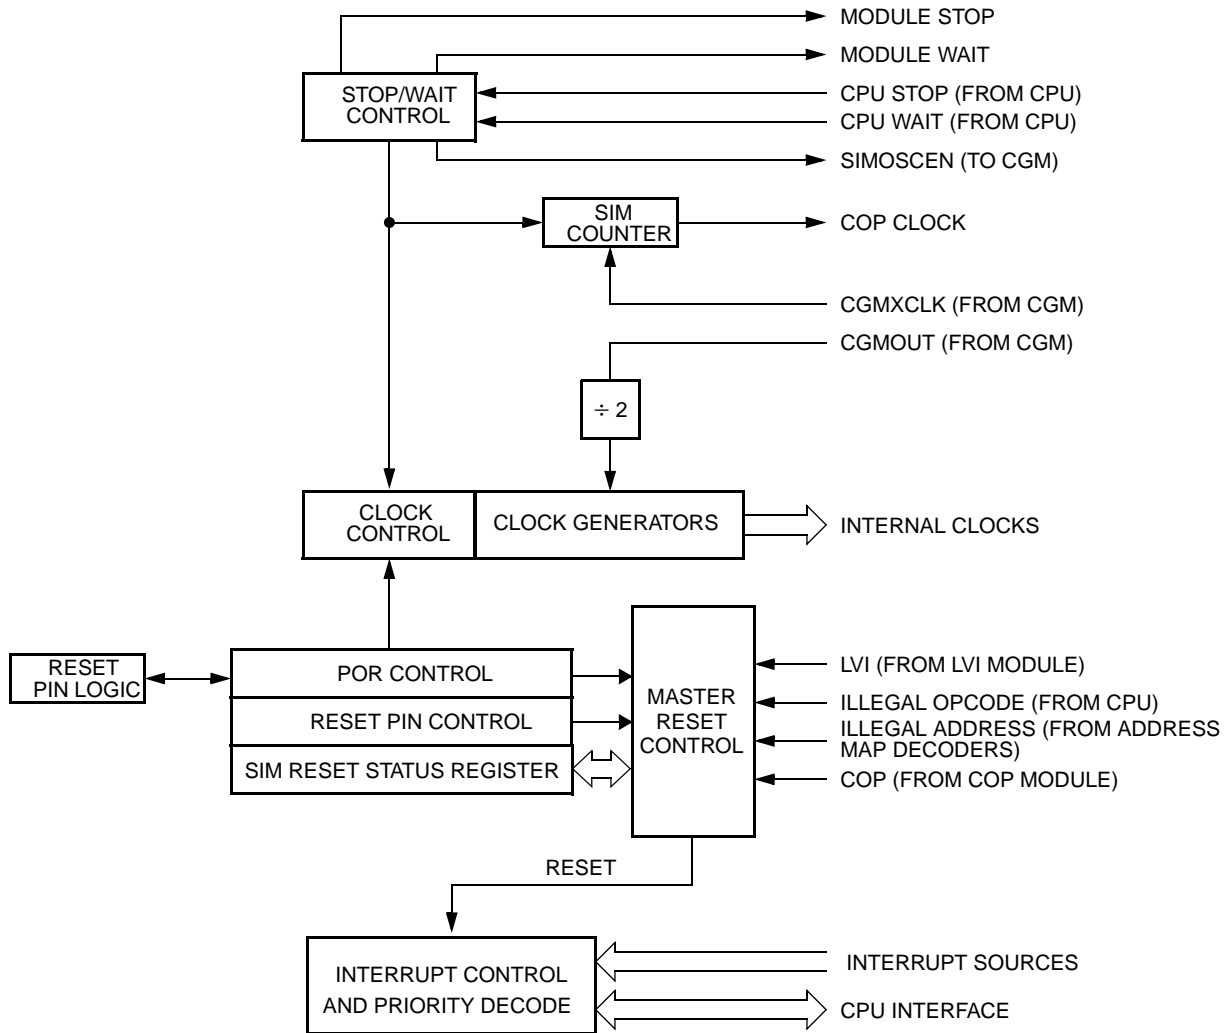 MODULE STOP
MODULE WAIT
STOP/WAIT
CONTROL
CPU STOP (FROM CPU)
CPU WAIT (FROM CPU)
SIMOSCEN (TO CGM)
SIM
COUNTER
COP CLOCK
CGMXCLK (FROM CGM)
CGMOUT (FROM CGM)
÷ 2
CLOCK
CONTROL
CLOCK GENERATORS
INTERNAL CLOCKS
RESET
PIN LOGIC
POR CONTROL
RESET PIN CONTROL
SIM RESET STATUS REGISTER
MASTER
RESET
CONTROL
LVI (FROM LVI MODULE)
ILLEGAL OPCODE (FROM CPU)
ILLEGAL ADDRESS (FROM ADDRESS
MAP DECODERS)
COP (FROM COP MODULE)
RESET
INTERRUPT CONTROL
AND PRIORITY DECODE
INTERRUPT SOURCES
CPU INTERFACE